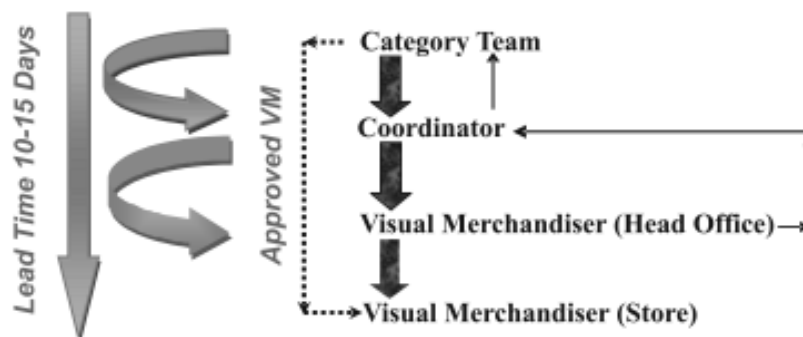 Lead Time 10-15 Days
Approved VM
Category Team
Coordinator
Visual Merchandiser (Head Office)
Visual Merchandiser (Store)